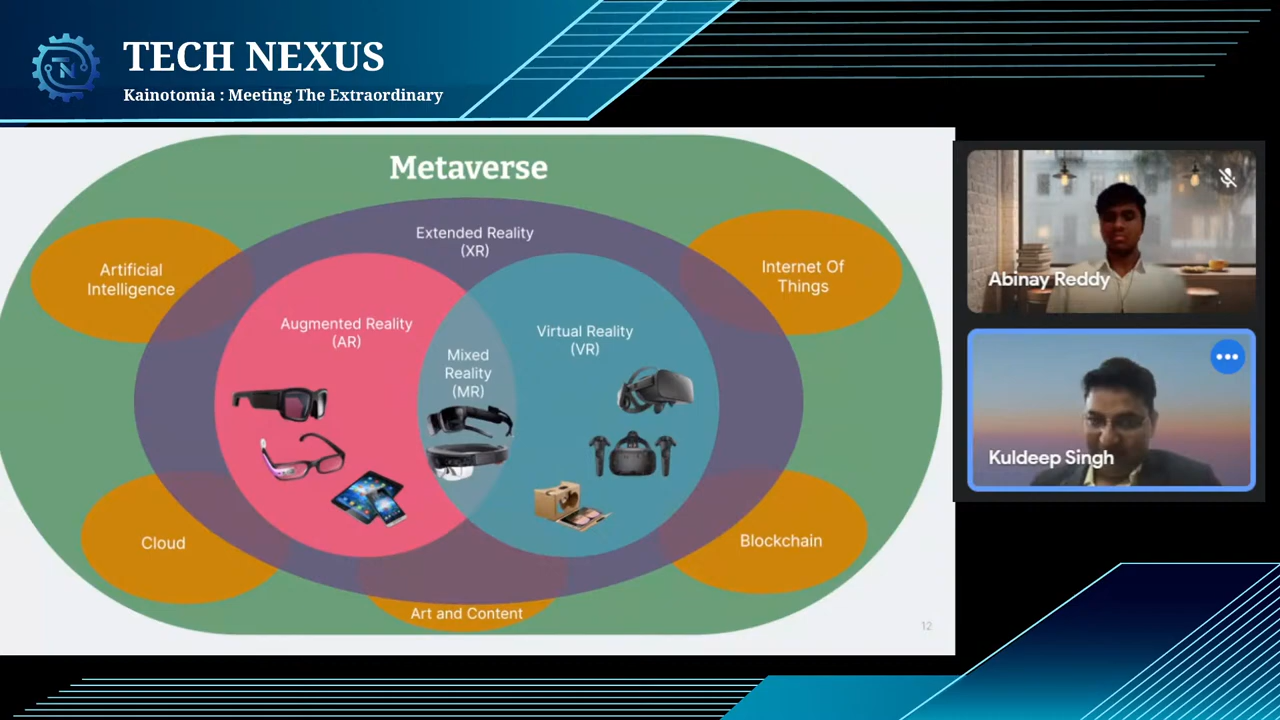 TN
TECH NEXUS
Kainotomia : Meeting The Extraordinary
Metaverse
Extended Reality
(XR)
Artificial
Intelligence
Internet Of
Things
Augmented Reality
(AR)
Virtual Reality
(VR)
Mixed
Reality
(MR)
Cloud
Blockchain
Art and Content
12
Abinay Reddy
Kuldeep Singh